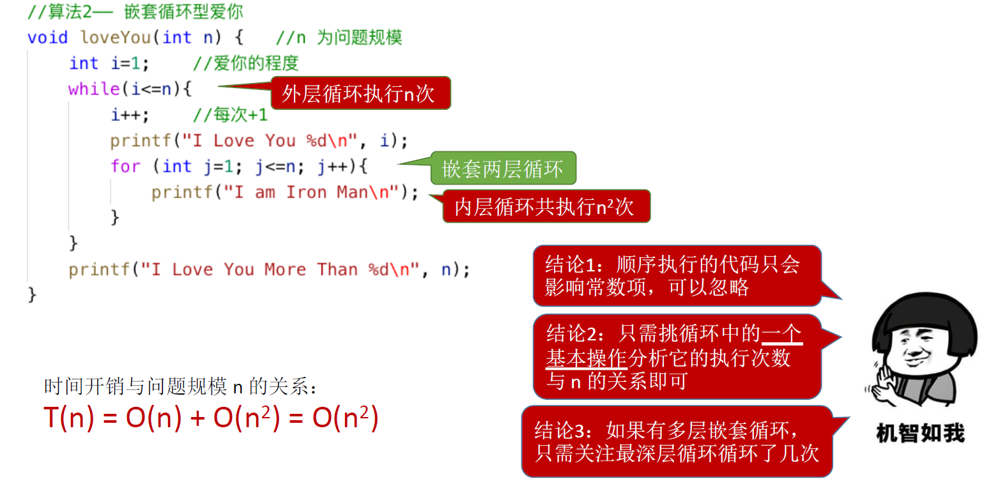 //算法2—— 嵌套循环型爱你
void loveYou(int n) {   //n 为问题规模
    int i=1;    //爱你的程度
    while(i<=n){
外层循环执行n次
        i++;    //每次+1
        printf("I Love You %d\n", i);
        for (int j=1; j<=n; j++){
嵌套两层循环
            printf("I am Iron Man\n");
内层循环共执行n²次
        }
    }
    printf("I Love You More Than %d\n", n);
}
结论1：顺序执行的代码只会
影响常数项，可以忽略
结论2：只需挑循环中的一个
基本操作分析它的执行次数
与 n 的关系即可
时间开销与问题规模 n 的关系：
T(n) = O(n) + O(n²) = O(n²)
结论3：如果有多层嵌套循环，
只需关注最深层循环循环了几次
机智如我